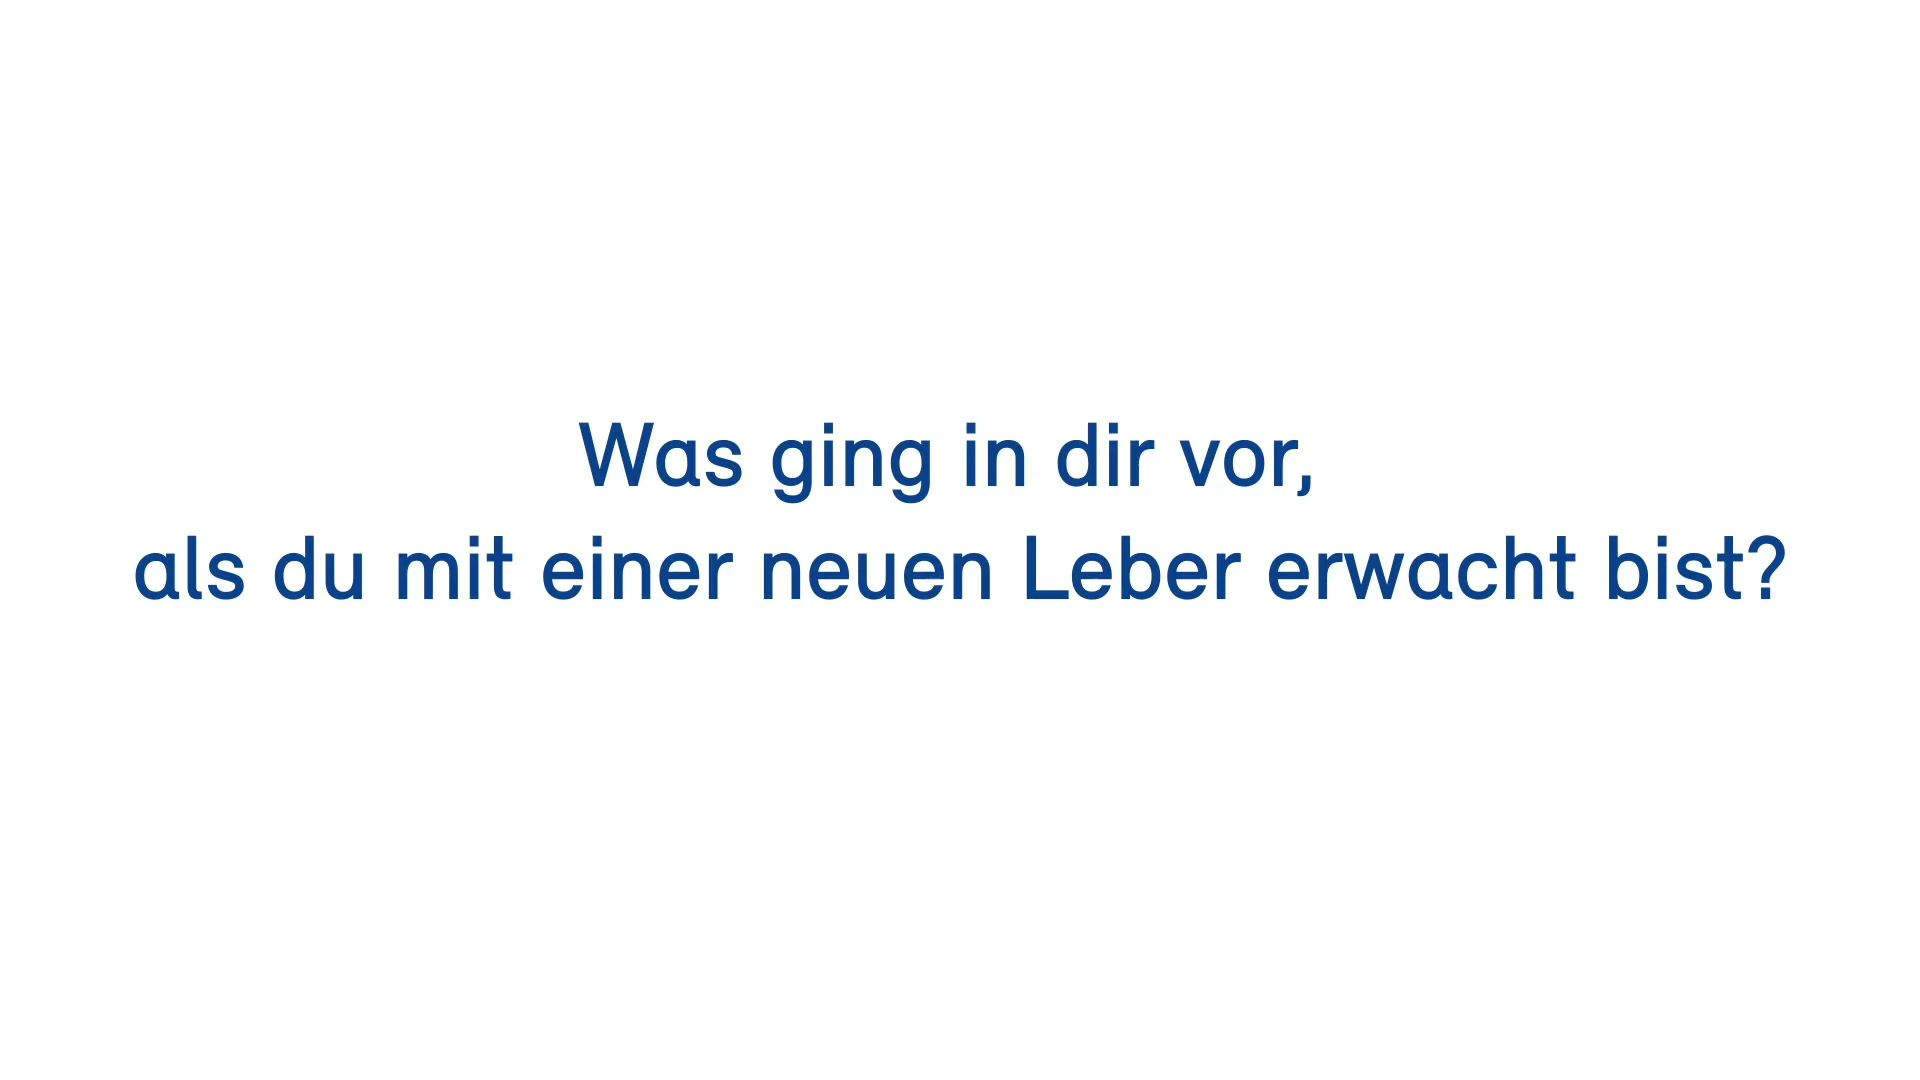 Was ging in dir vor,
als du mit einer neuen Leber erwacht bist?